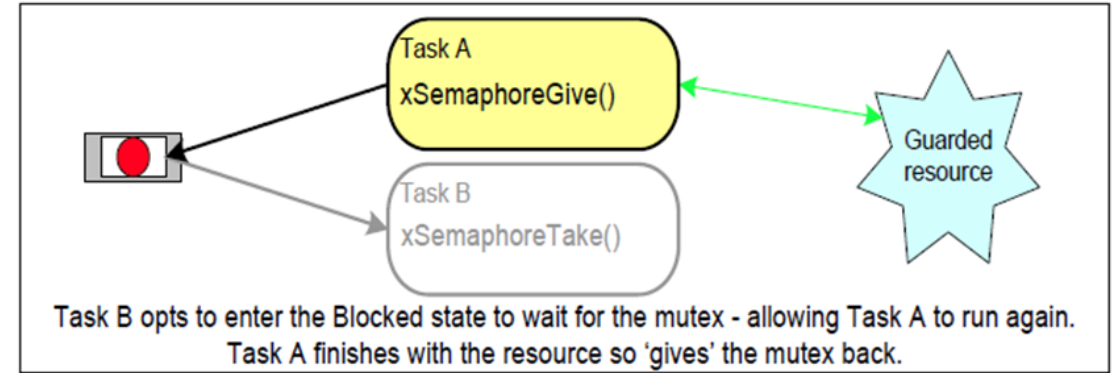 Task A
xSemaphoreGive()
Guarded
resource
Task B
xSemaphoreTake()
Task B opts to enter the Blocked state to wait for the mutex - allowing Task A to run again.
Task A finishes with the resource so ‘gives’ the mutex back.